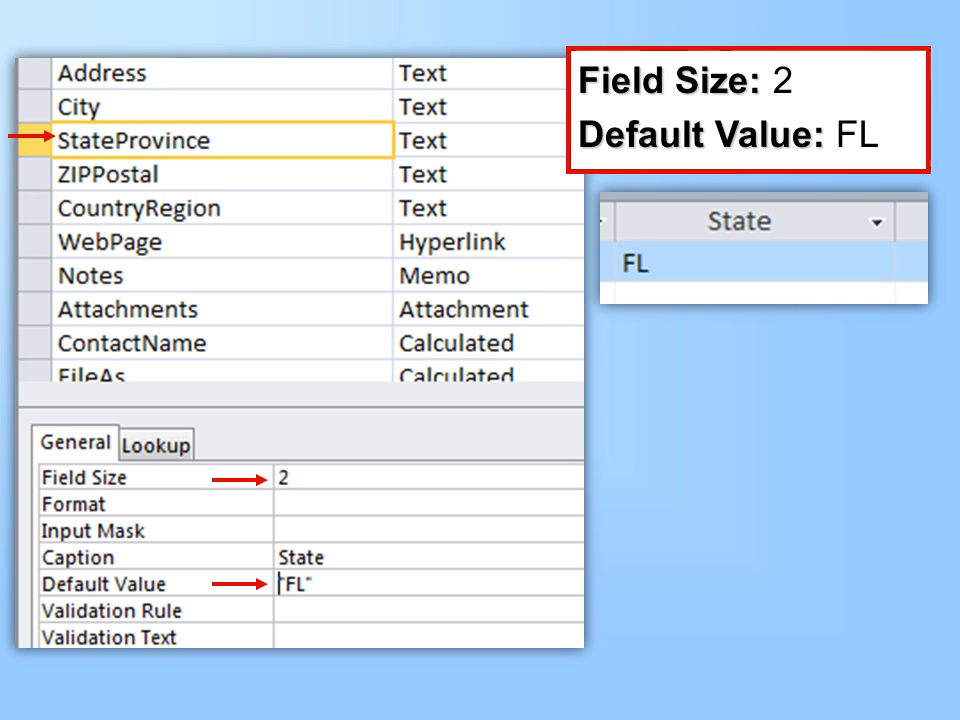 Address Text
City Text
StateProvince Text
ZIPPostal Text
CountryRegion Text
WebPage Hyperlink
Notes Memo
Attachments Attachment
ContactName Calculated
FileAs Calculated
General Lookup
Field Size 2
Format
Input Mask
Caption State
Default Value "FL"
Validation Rule
Validation Text
Field Size: 2
Default Value: FL
State
FL